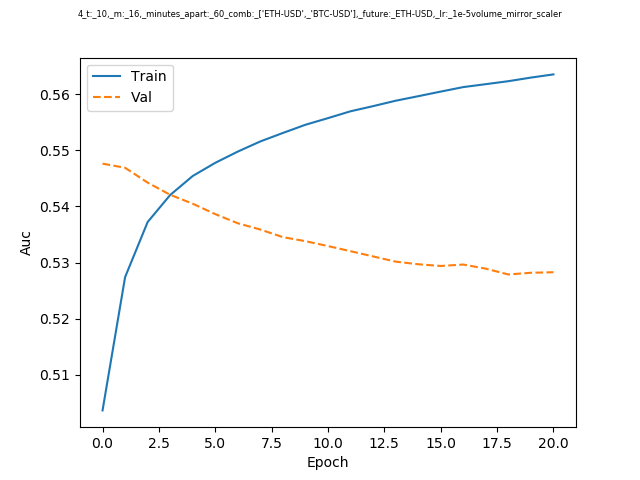 4_t:_10,_m:_16,_minutes_apart:_60_comb:_['ETH-USD',_'BTC-USD'],_future:_ETH-USD,_lr:_1e-5volume_mirror_scaler
Train
Val
0.56
0.55
0.54
0.53
0.52
0.51
Auc
0.0 2.5 5.0 7.5 10.0 12.5 15.0 17.5 20.0
Epoch